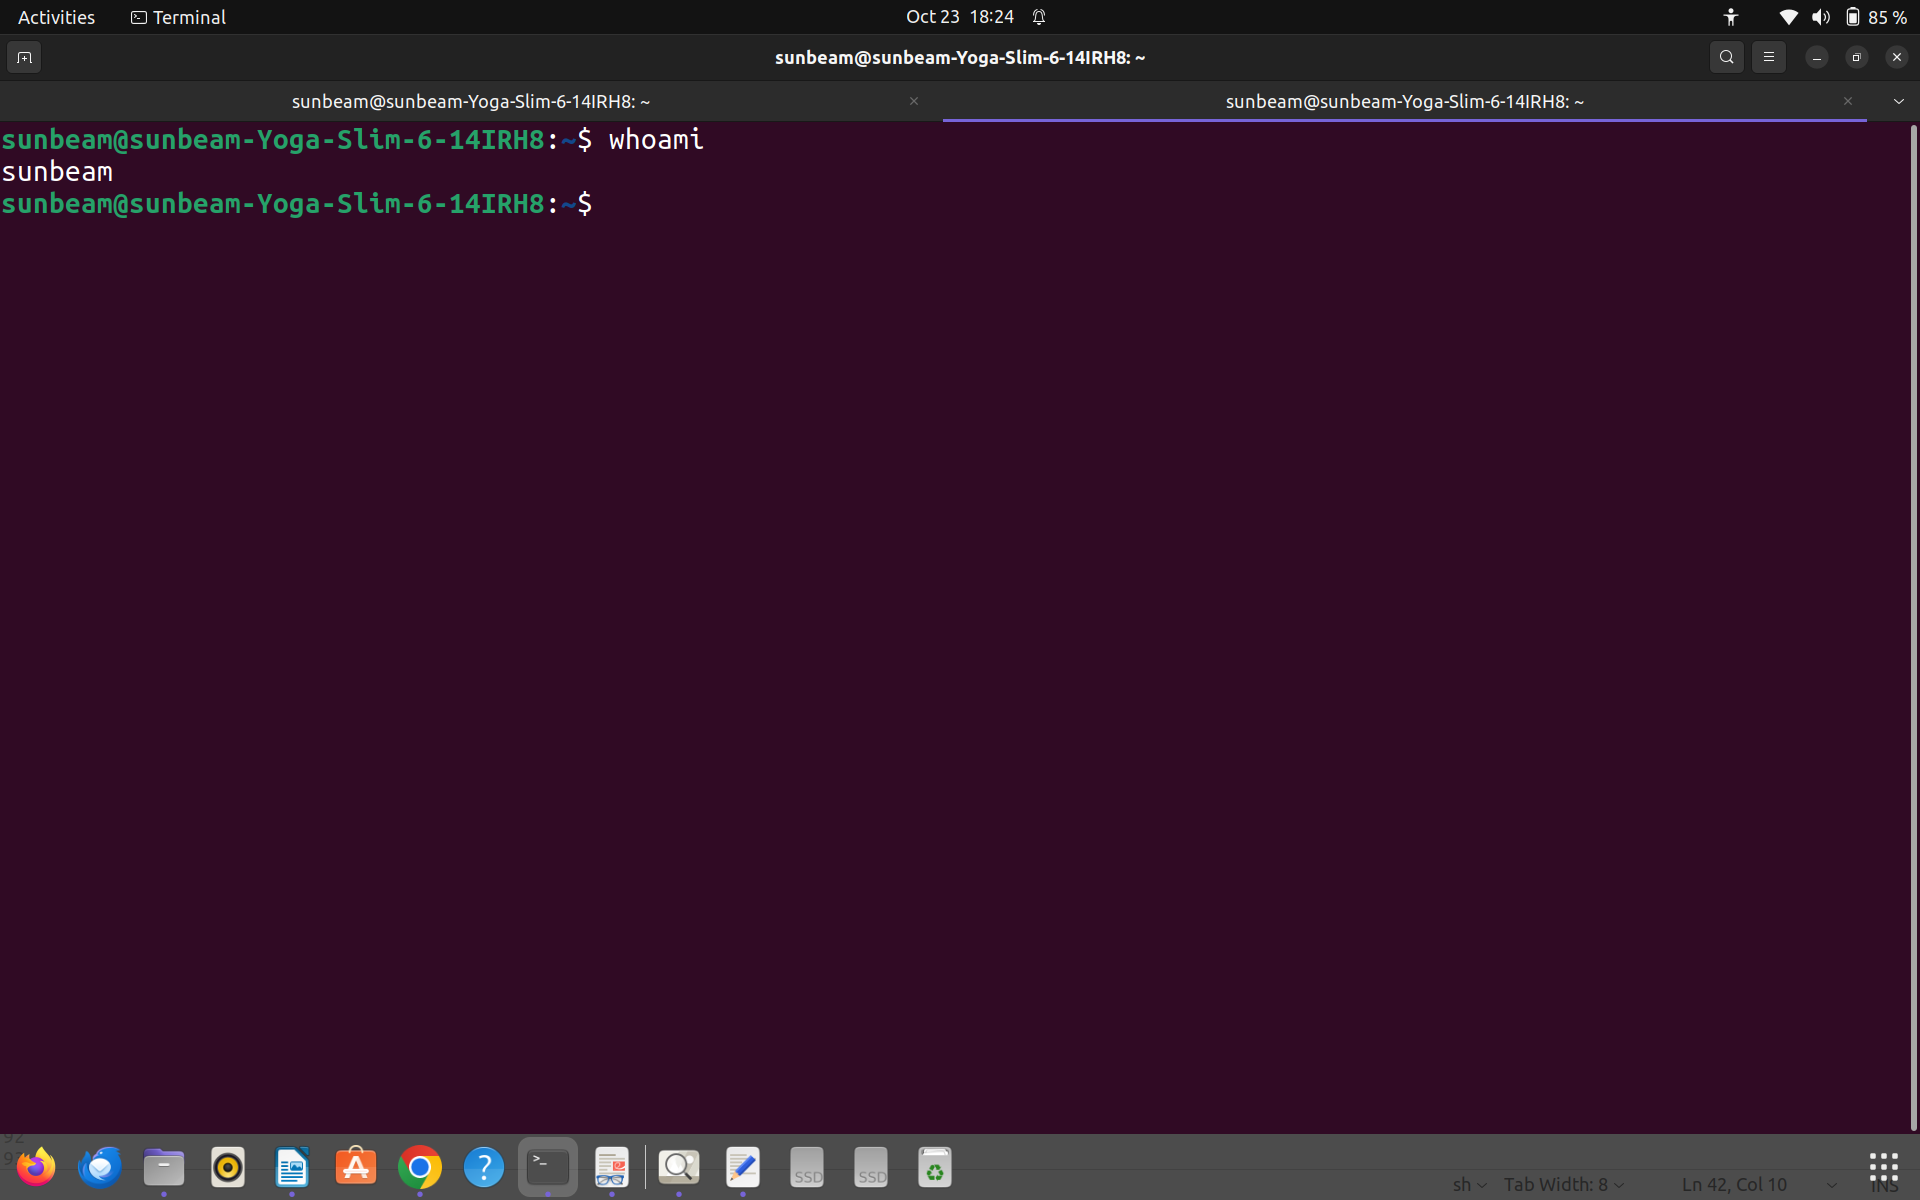 Activities Terminal Oct 23 18:24 85 %
sunbeam@sunbeam-Yoga-Slim-6-14IRH8: ~
sunbeam@sunbeam-Yoga-Slim-6-14IRH8: ~ sunbeam@sunbeam-Yoga-Slim-6-14IRH8: ~
sunbeam@sunbeam-Yoga-Slim-6-14IRH8:~$ whoami
sunbeam
sunbeam@sunbeam-Yoga-Slim-6-14IRH8:~$
92
SSD SSD
sh Tab Width: 8 Ln 42, Col 10 INS